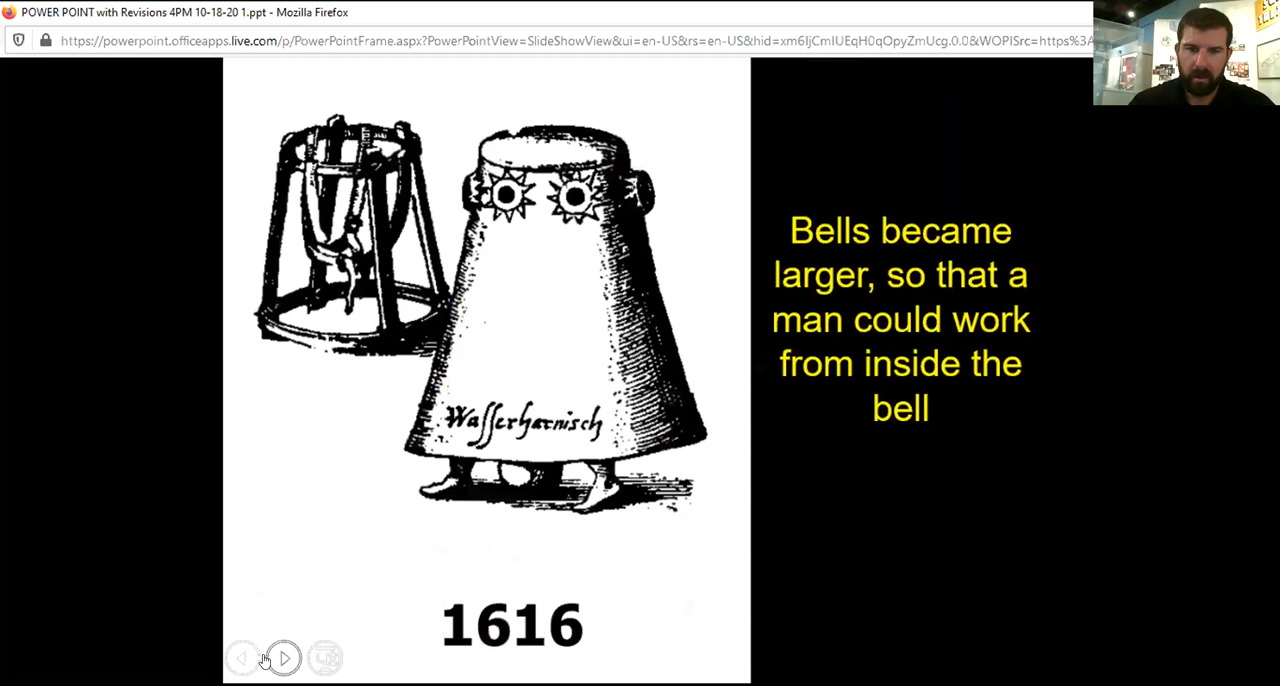 POWER POINT with Revisions 4PM 10-18-20 1.ppt - Mozilla Firefox
https://powerpoint.officeapps.live.com/p/PowerPointFrame.aspx?PowerPointView=SlideShowView&ui=en-US&rs=en-US&hid=xm6IjCmIUEqH0qOpyZmUcg.0.0&WOPISrc=https%3A
Bells became
larger, so that a
man could work
from inside the
bell
Wasserharnisch
1616